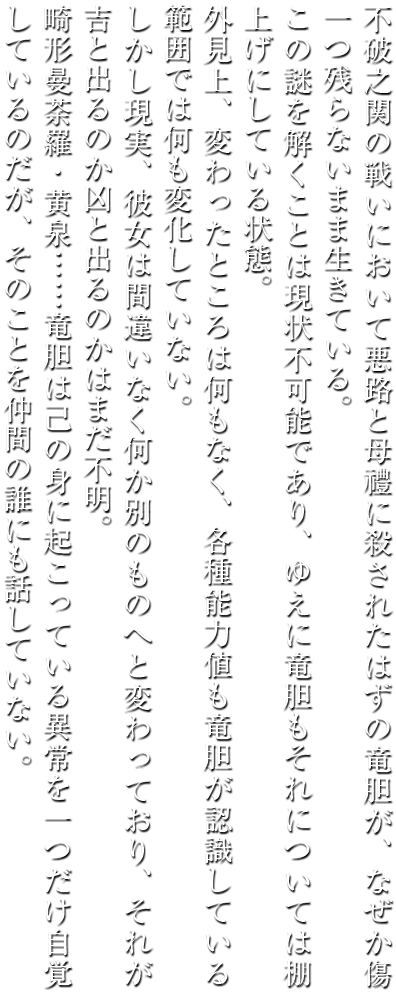 不破之関の戦いにおいて悪路と母禮に殺されたはずの竜胆が、なぜか傷
一つ残らないまま生きている。
この謎を解くことは現状不可能であり、ゆえに竜胆もそれについては棚
上げにしている状態。
外見上、変わったところは何もなく、各種能力値も竜胆が認識している
範囲では何も変化していない。
しかし現実、彼女は間違いなく何か別のものへと変わっており、それが
吉と出るのか凶と出るのかはまだ不明。
畸形曼荼羅・黄泉……竜胆は己の身に起こっている異常を一つだけ自覚
しているのだが、そのことを仲間の誰にも話していない。